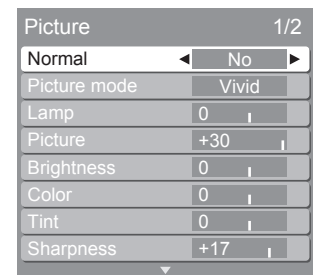 Picture 1/2
Normal No
Picture mode Vivid
Lamp 0
Picture +30
Brightness 0
Color 0
Tint 0
Sharpness +17